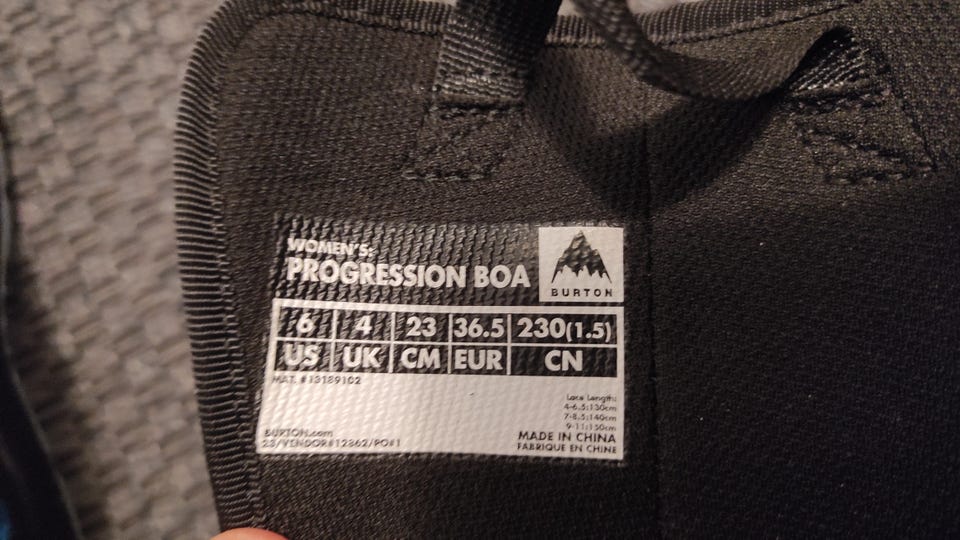 WOMEN'S:
PROGRESSION BOA
BURTON
6 4 23 36.5 230(1.5)
US UK CM EUR CN
MAT. #13189102
Lace Length:
4-6.5:130cm
7-8.5:140cm
9-11:150cm
BURTON.com
23/VENDOR#12862/PO#1
MADE IN CHINA
FABRIQUE EN CHINE